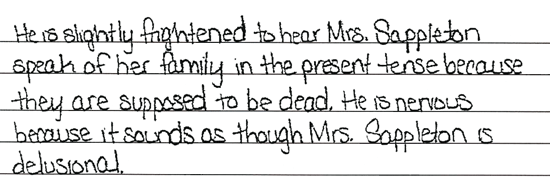 He is slightly frightened to hear Mrs. Sappleton
speak of her family in the present tense because
they are supposed to be dead. He is nervous
because it sounds as though Mrs. Sappleton is
delusional.